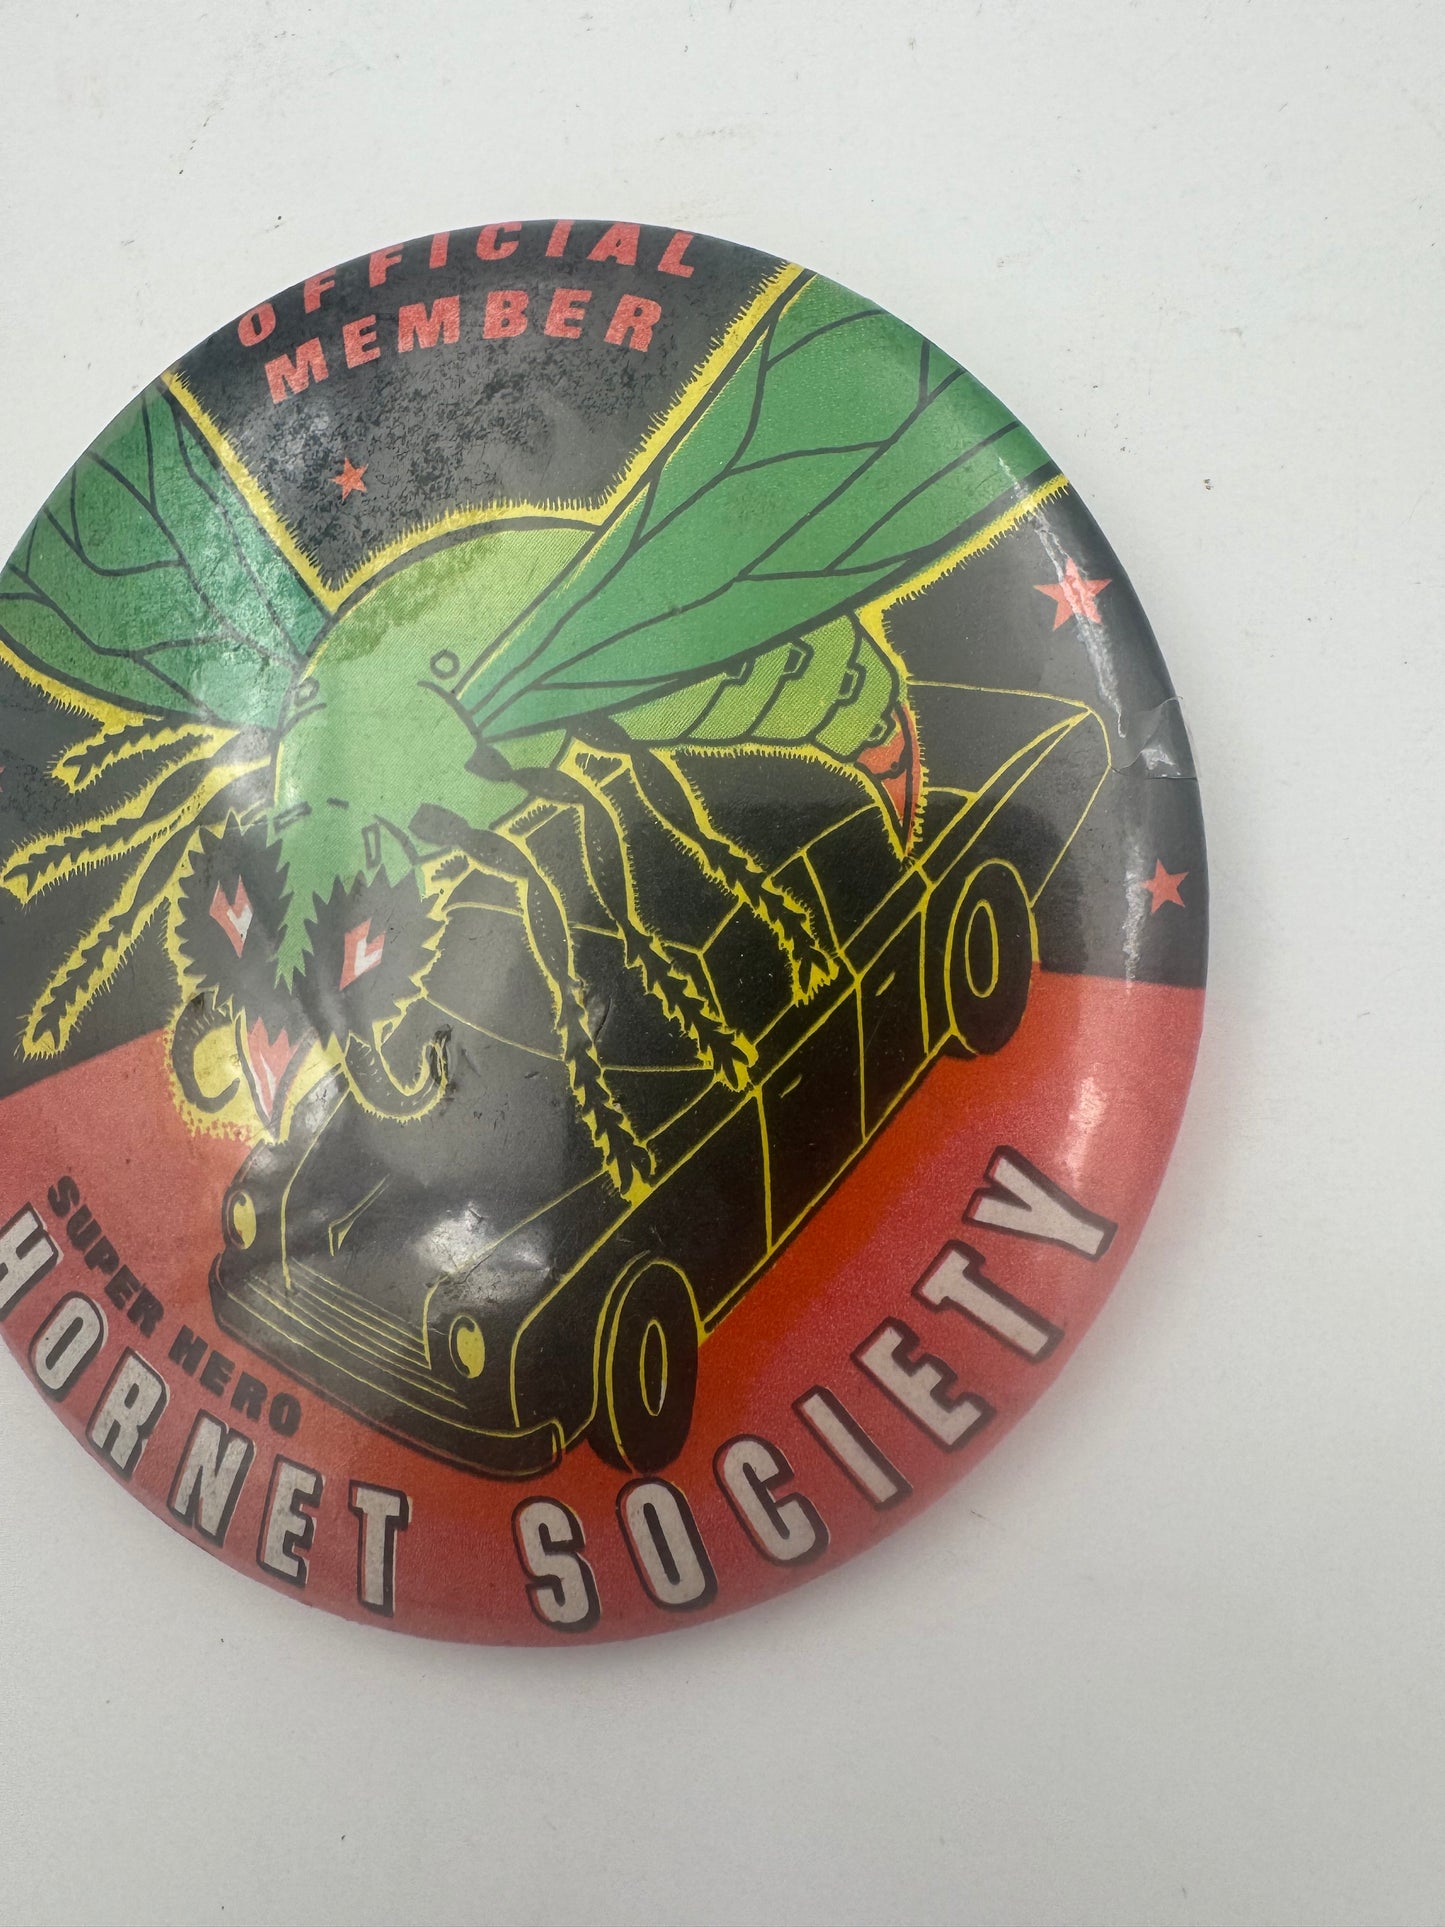 OFFICIAL
MEMBER
SUPER HERO
HORNET SOCIETY